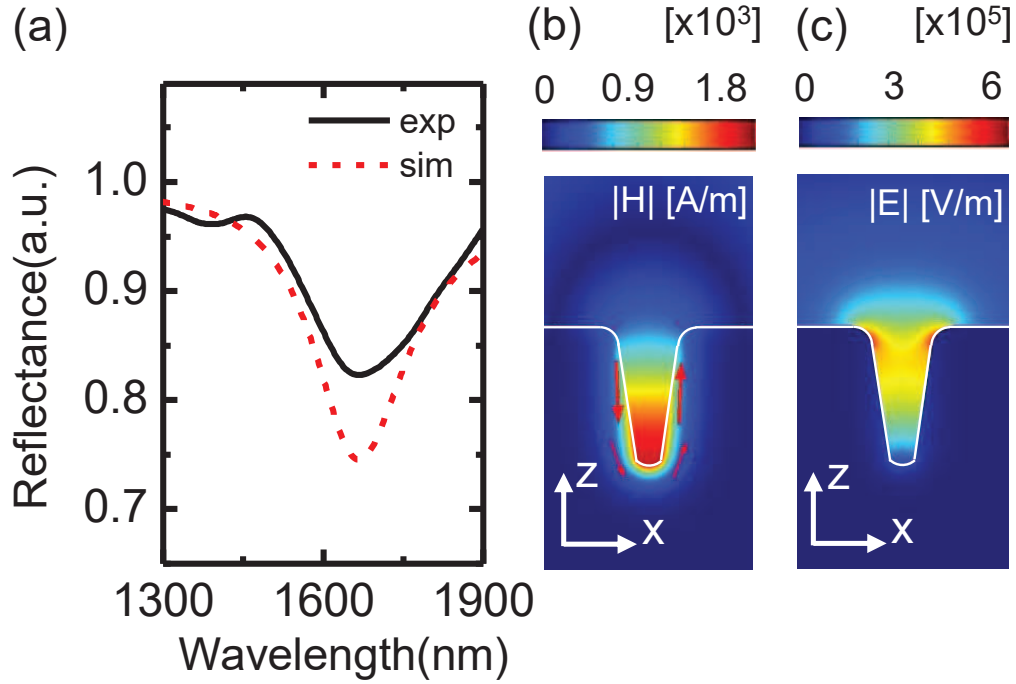 (a)
exp
sim
1.0
0.9
0.8
0.7
Reflectance(a.u.)
1300 1600 1900
Wavelength(nm)
(b) [x10³]
0 0.9 1.8
|H| [A/m]
z
x
(c) [x10⁵]
0 3 6
|E| [V/m]
z
x